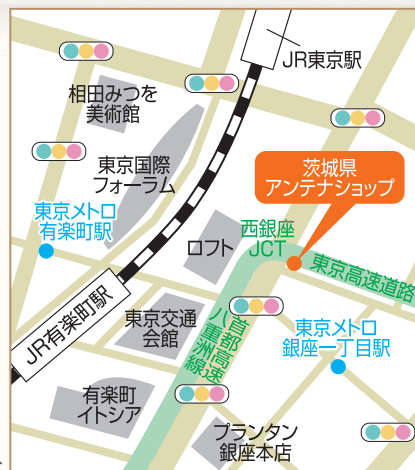 JR東京駅
相田みつを
美術館
東京国際
フォーラム
茨城県
アンテナショップ
東京メトロ
有楽町駅
西銀座
JCT
ロフト
東京高速道路
JR有楽町駅
東京交通
会館
首都高速
八重洲線
東京メトロ
銀座一丁目駅
有楽町
イトシア
プランタン
銀座本店